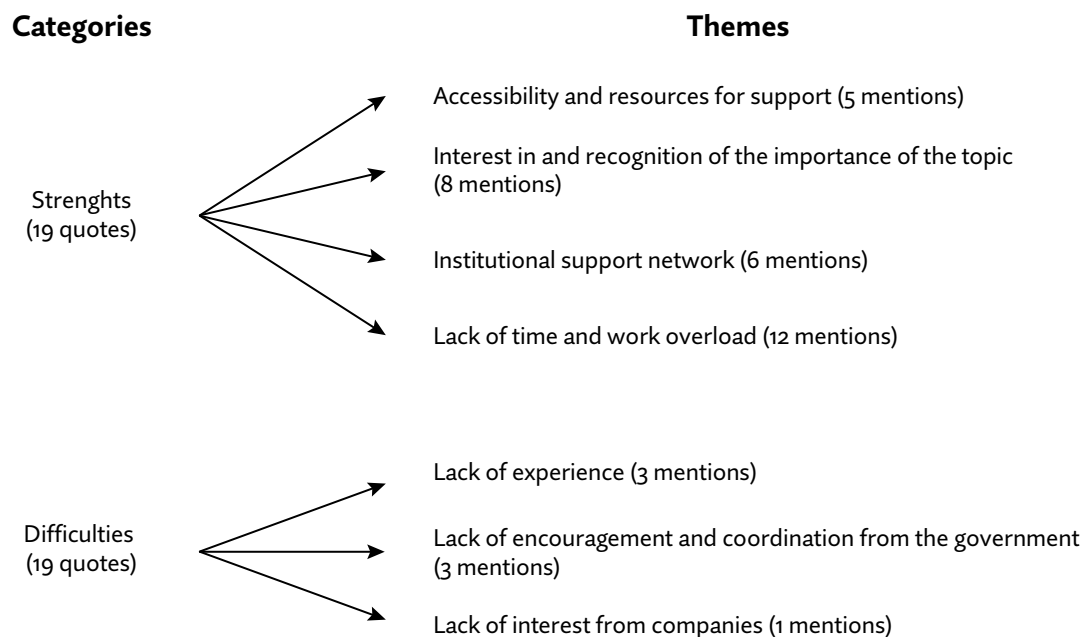 Categories
Themes
Accessibility and resources for support (5 mentions)
Interest in and recognition of the importance of the topic
(8 mentions)
Strenghts
(19 quotes)
Institutional support network (6 mentions)
Lack of time and work overload (12 mentions)
Lack of experience (3 mentions)
Difficulties
(19 quotes)
Lack of encouragement and coordination from the government
(3 mentions)
Lack of interest from companies (1 mentions)